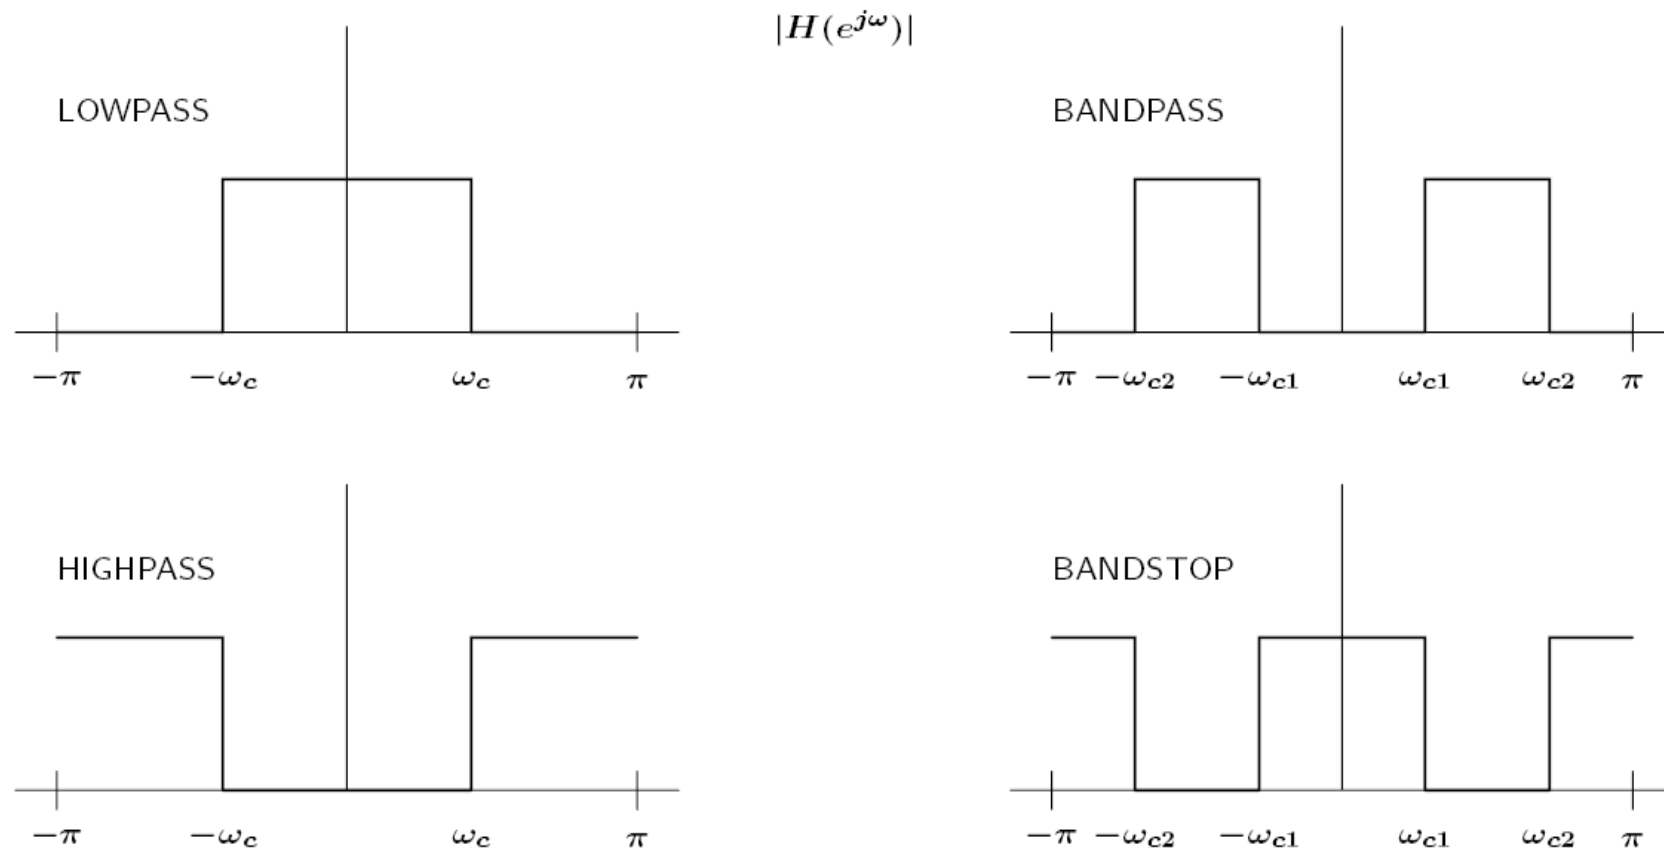 |H(e^{jω})|
LOWPASS
−π −ω_c ω_c π
BANDPASS
−π −ω_{c2} −ω_{c1} ω_{c1} ω_{c2} π
HIGHPASS
−π −ω_c ω_c π
BANDSTOP
−π −ω_{c2} −ω_{c1} ω_{c1} ω_{c2} π